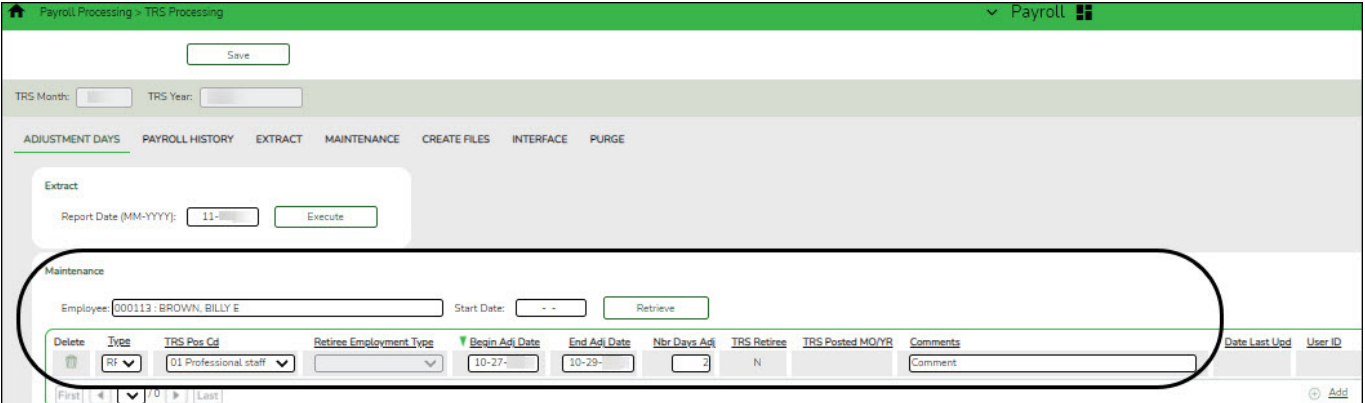 Payroll Processing > TRS Processing Payroll
Save
TRS Month: TRS Year:
ADJUSTMENT DAYS PAYROLL HISTORY EXTRACT MAINTENANCE CREATE FILES INTERFACE PURGE
Extract
Report Date (MM-YYYY): 11- Execute
Maintenance
Employee: 000113 : BROWN, BILLY E Start Date: - - Retrieve
Delete Type TRS Pos Cd Retiree Employment Type Begin Adj Date End Adj Date Nbr Days Adj TRS Retiree TRS Posted MO/YR Comments Date Last Upd User ID
01 Professional staff 10-27- 10-29- 2 N Comment
First / 0 Last Add